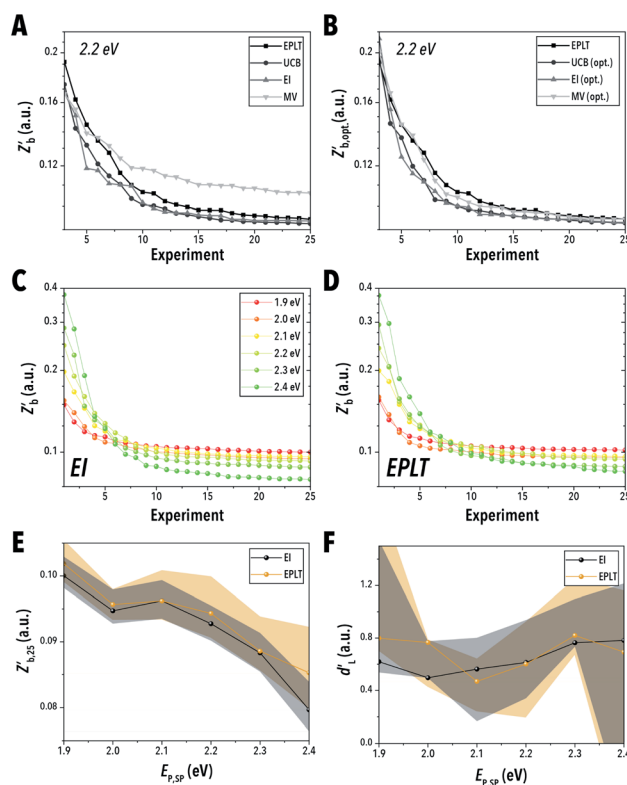 A
2.2 eV
EPLT
UCB
EI
MV
0.2
0.12
Z'b (a.u.)
5 10 15 20 25
Experiment
B
2.2 eV
EPLT
UCB (opt.)
EI (opt.)
MV (opt.)
0.2
0.12
Z'b,opt. (a.u.)
5 10 15 20 25
Experiment
C
0.4
0.3
0.2
0.1
Z'b (a.u.)
1.9 eV
2.0 eV
2.1 eV
2.2 eV
2.3 eV
2.4 eV
EI
5 10 15 20 25
Experiment
D
0.4
0.3
0.2
0.1
Z'b (a.u.)
EPLT
5 10 15 20 25
Experiment
E
EI
EPLT
0.10
0.09
0.08
Z'b,25 (a.u.)
1.9 2.0 2.1 2.2 2.3 2.4
EP,SP (eV)
F
EI
EPLT
1.2
0.8
0.4
0.0
d'L (a.u.)
1.9 2.0 2.1 2.2 2.3 2.4
EP,SP (eV)